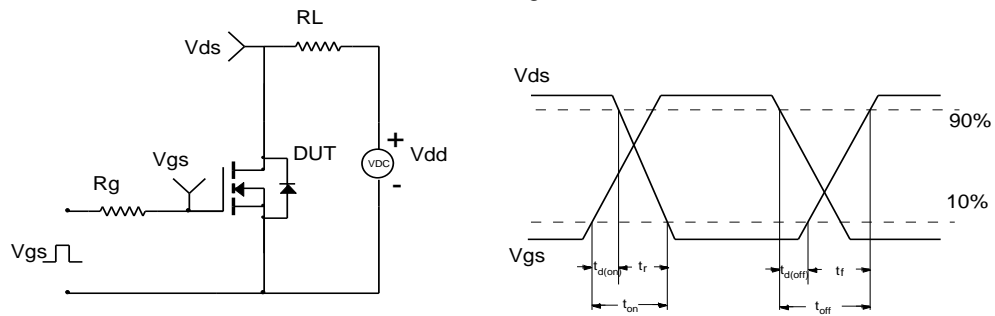 RL
Vds
DUT
Vgs
Rg
VDC
+
-
Vdd
Vgs
Vds
90%
10%
Vgs
td(on)
tr
td(off)
tf
ton
toff